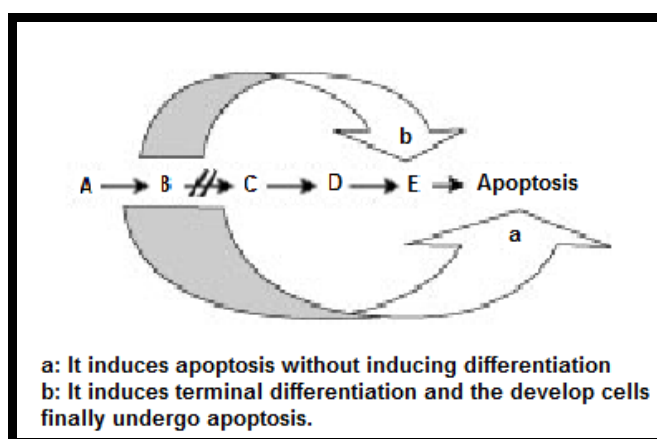 b
A B C D E Apoptosis
a
a: It induces apoptosis without inducing differentiation
b: It induces terminal differentiation and the develop cells
finally undergo apoptosis.